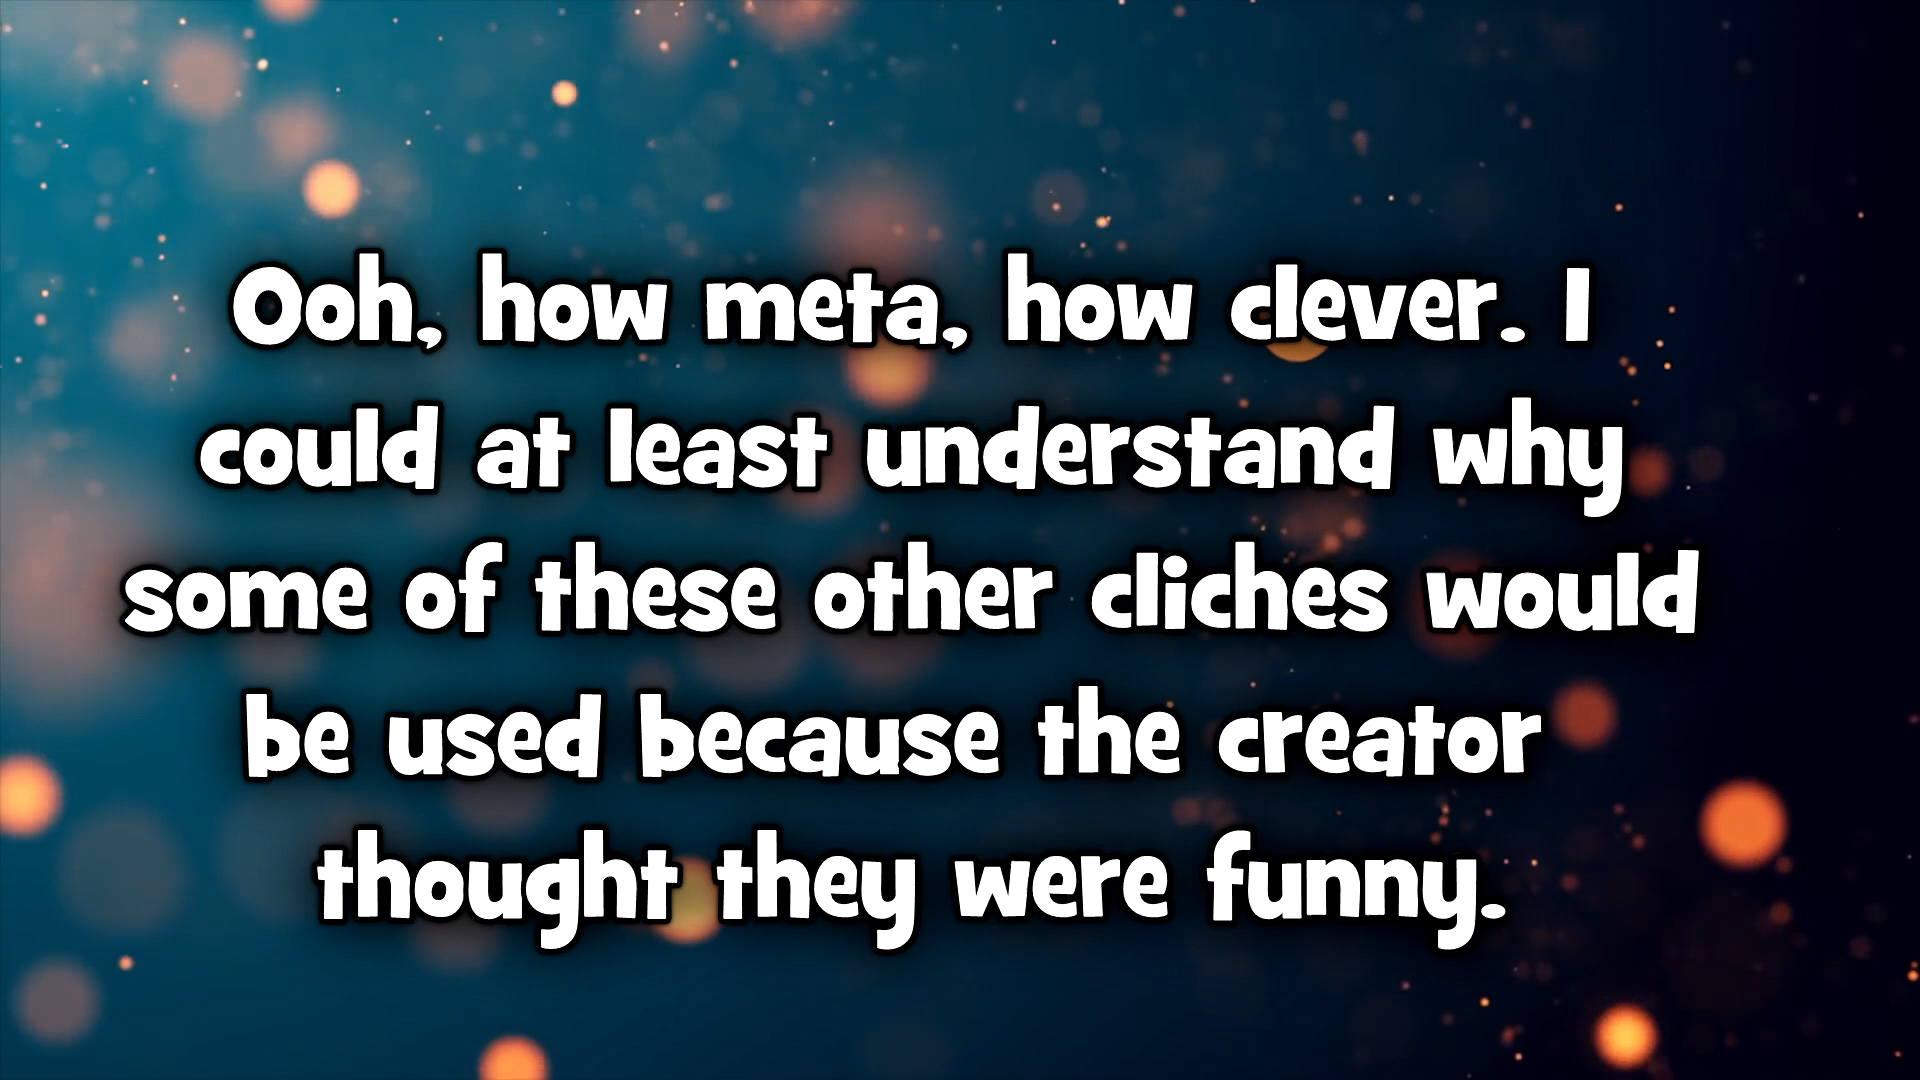 Ooh, how meta, how clever. I
could at least understand why
some of these other cliches would
be used because the creator
thought they were funny.